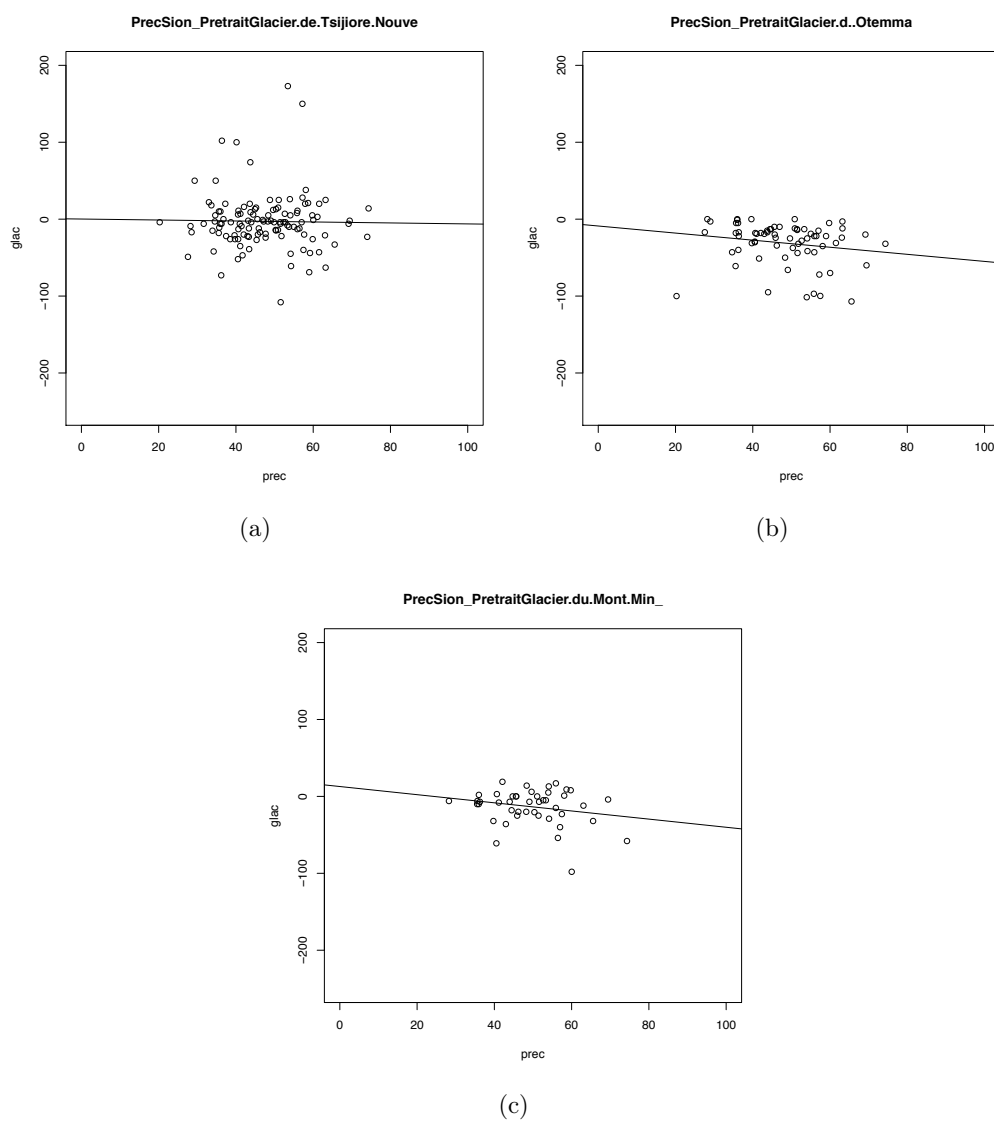 PrecSion_PretraitGlacier.de.Tsijiore.Nouve
200
100
0
−100
−200
glac
0 20 40 60 80 100
prec
(a)
PrecSion_PretraitGlacier.d..Otemma
200
100
0
−100
−200
glac
0 20 40 60 80 100
prec
(b)
PrecSion_PretraitGlacier.du.Mont.Min_
200
100
0
−100
−200
glac
0 20 40 60 80 100
prec
(c)